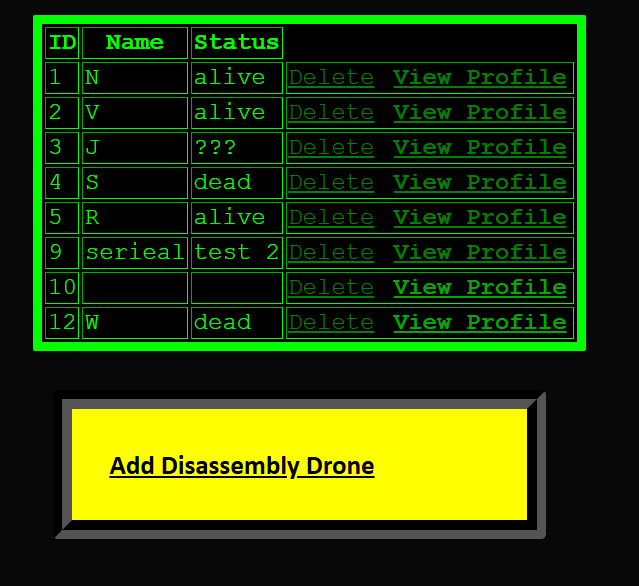 ID Name Status
1 N alive Delete View Profile
2 V alive Delete View Profile
3 J ??? Delete View Profile
4 S dead Delete View Profile
5 R alive Delete View Profile
9 serieal test 2 Delete View Profile
10 Delete View Profile
12 W dead Delete View Profile
Add Disassembly Drone